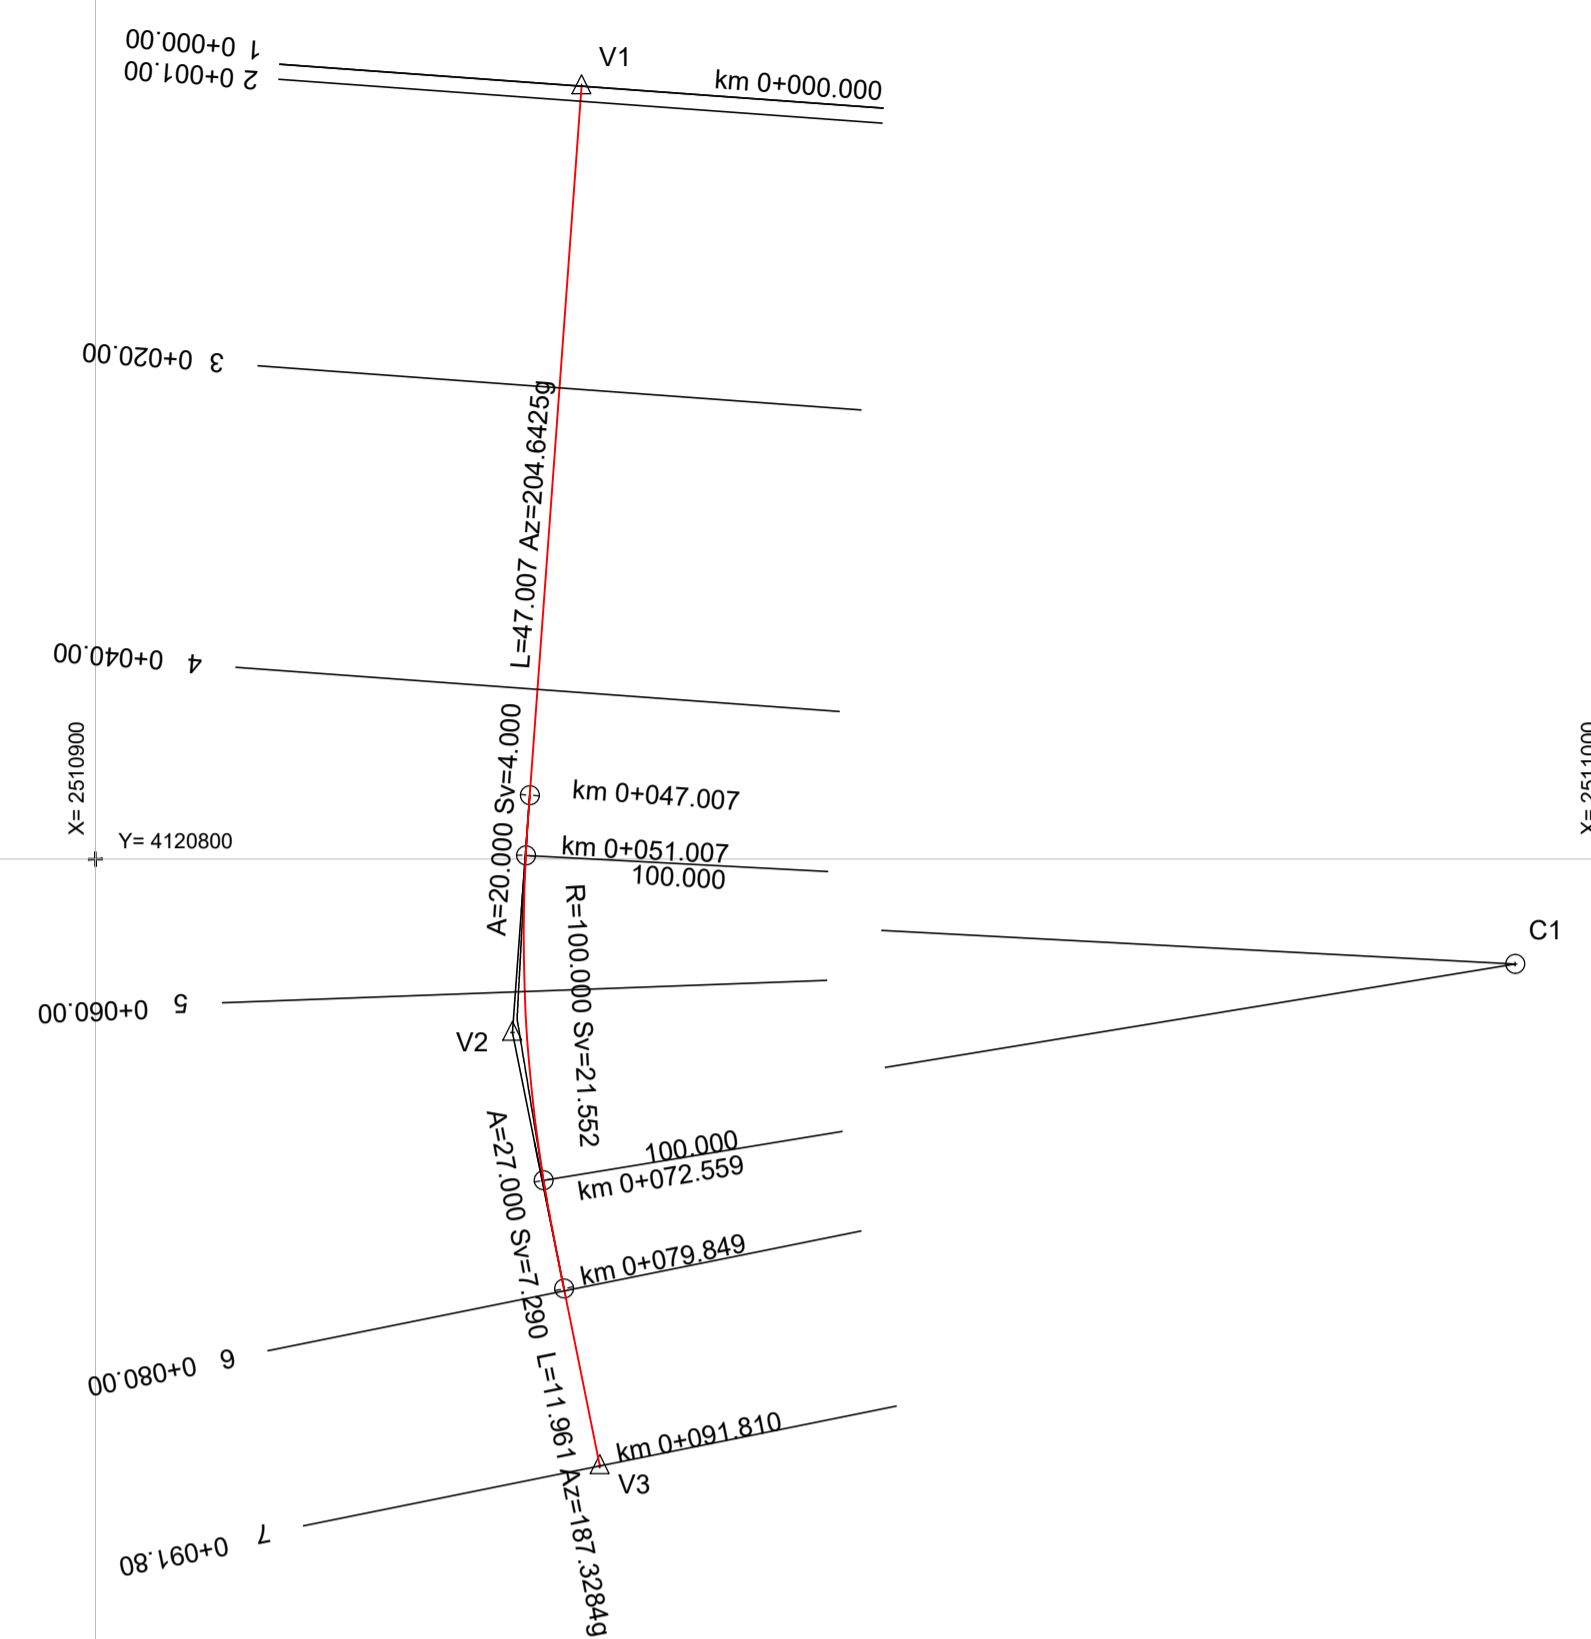 1 0+000.00
2 0+001.00
V1
km 0+000.000
3 0+020.00
L=47.007 Az=204.6425g
4 0+040.00
A=20.000 Sv=4.000
X= 2510900
X= 2511000
km 0+047.007
Y= 4120800
km 0+051.007
100.000
R=100.000 Sv=21.552
C1
5 0+060.00
V2
A=27.000 Sv=7.290
100.000
km 0+072.559
km 0+079.849
6 0+080.00
L=11.961 Az=187.3284g
km 0+091.810
V3
7 0+091.80